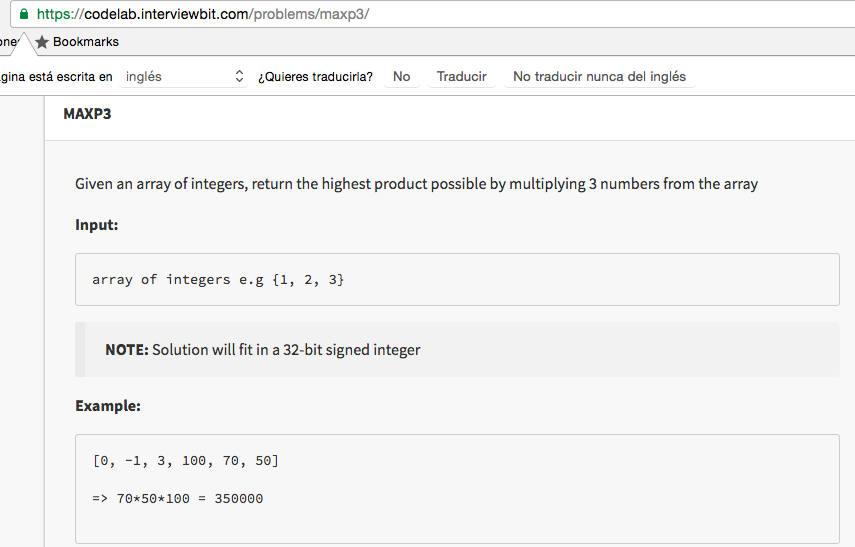 https://codelab.interviewbit.com/problems/maxp3/
Bookmarks
gina está escrita en inglés ¿Quieres traducirla? No Traducir No traducir nunca del inglés
MAXP3
Given an array of integers, return the highest product possible by multiplying 3 numbers from the array
Input:
array of integers e.g {1, 2, 3}
NOTE: Solution will fit in a 32-bit signed integer
Example:
[0, -1, 3, 100, 70, 50]
=> 70*50*100 = 350000